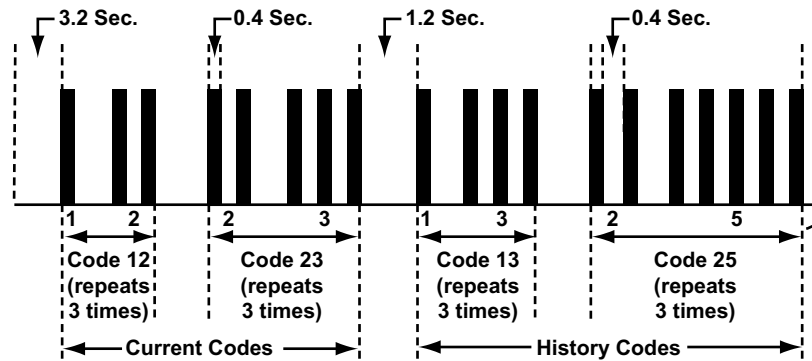 3.2 Sec.
0.4 Sec.
1.2 Sec.
0.4 Sec.
1 2
2 3
1 3
2 5
Code 12
(repeats
3 times)
Code 23
(repeats
3 times)
Code 13
(repeats
3 times)
Code 25
(repeats
3 times)
Current Codes
History Codes